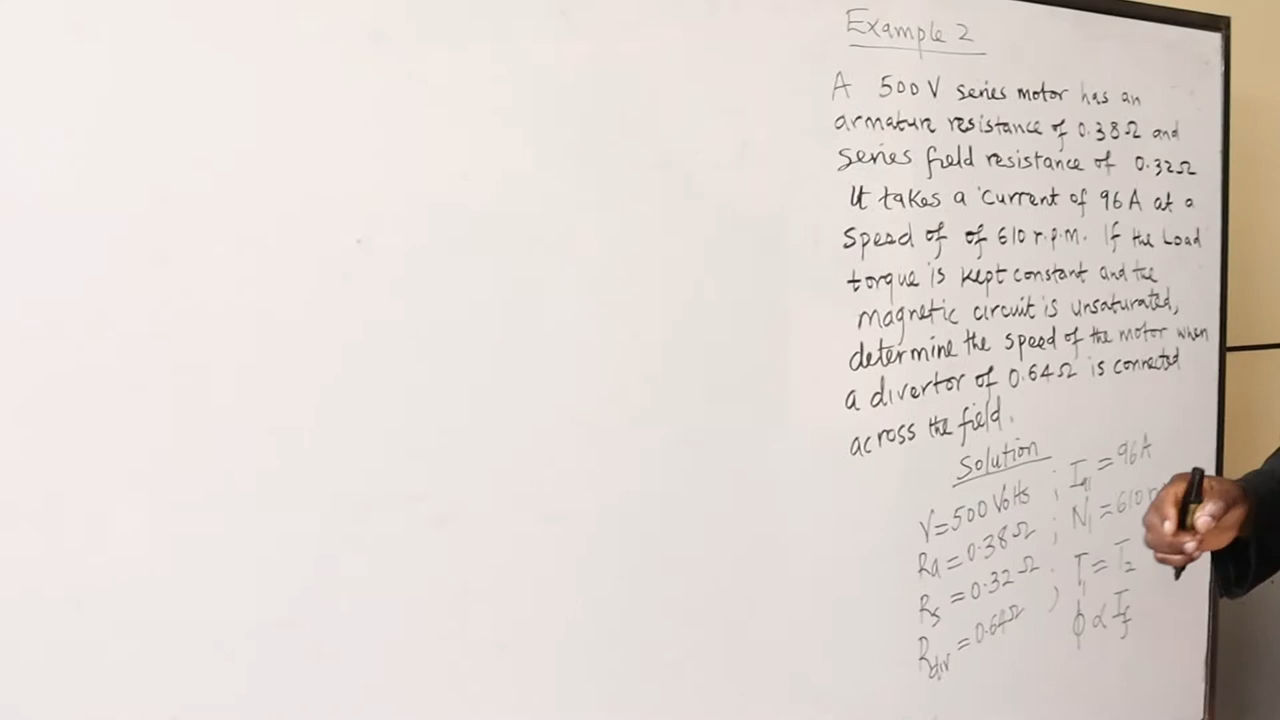 Example 2
A 500V series motor has an
armature resistance of 0.38Ω and
series field resistance of 0.32Ω
It takes a current of 96A at a
speed of of 610 r.p.m. If the Load
torque is kept constant and the
magnetic circuit is unsaturated,
determine the speed of the motor when
a divertor of 0.64Ω is connected
across the field.
Solution
V=500 Volts ; Ia1 = 96A
Ra = 0.38Ω ; N1 = 610 r
Rs = 0.32Ω ; T1 = T2
Rdiv = 0.64Ω ; ϕ ∝ If